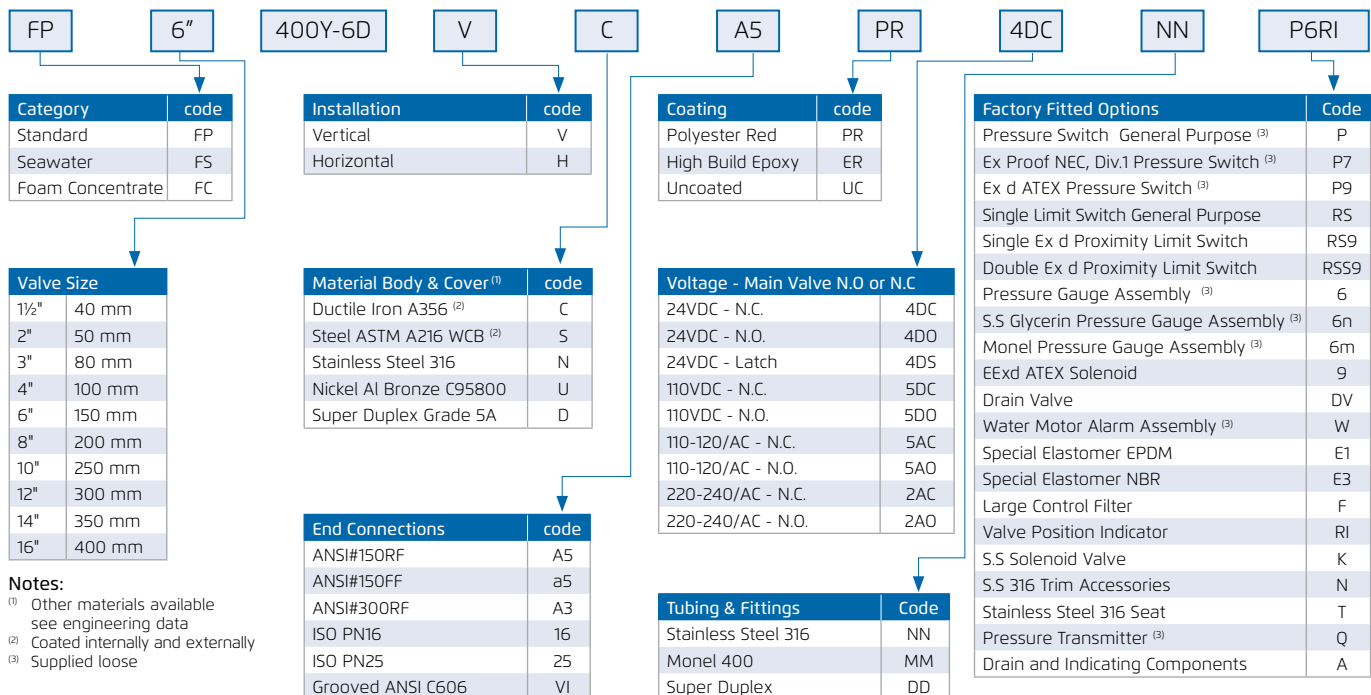 FP 6″ 400Y-6D V C A5 PR 4DC NN P6RI
Category code
Standard FP
Seawater FS
Foam Concentrate FC
Valve Size
1½" 40 mm
2" 50 mm
3" 80 mm
4" 100 mm
6" 150 mm
8" 200 mm
10" 250 mm
12" 300 mm
14" 350 mm
16" 400 mm
Notes:
(1) Other materials available
see engineering data
(2) Coated internally and externally
(3) Supplied loose
Installation code
Vertical V
Horizontal H
Material Body & Cover (1) code
Ductile Iron A356 (2) C
Steel ASTM A216 WCB (2) S
Stainless Steel 316 N
Nickel Al Bronze C95800 U
Super Duplex Grade 5A D
End Connections code
ANSI#150RF A5
ANSI#150FF a5
ANSI#300RF A3
ISO PN16 16
ISO PN25 25
Grooved ANSI C606 VI
Coating code
Polyester Red PR
High Build Epoxy ER
Uncoated UC
Voltage - Main Valve N.O or N.C
24VDC - N.C. 4DC
24VDC - N.O. 4DO
24VDC - Latch 4DS
110VDC - N.C. 5DC
110VDC - N.O. 5DO
110-120/AC - N.C. 5AC
110-120/AC - N.O. 5AO
220-240/AC - N.C. 2AC
220-240/AC - N.O. 2AO
Tubing & Fittings Code
Stainless Steel 316 NN
Monel 400 MM
Super Duplex DD
Factory Fitted Options Code
Pressure Switch General Purpose (3) P
Ex Proof NEC, Div.1 Pressure Switch (3) P7
Ex d ATEX Pressure Switch (3) P9
Single Limit Switch General Purpose RS
Single Ex d Proximity Limit Switch RS9
Double Ex d Proximity Limit Switch RSS9
Pressure Gauge Assembly (3) 6
S.S Glycerin Pressure Gauge Assembly (3) 6n
Monel Pressure Gauge Assembly (3) 6m
EExd ATEX Solenoid 9
Drain Valve DV
Water Motor Alarm Assembly (3) W
Special Elastomer EPDM E1
Special Elastomer NBR E3
Large Control Filter F
Valve Position Indicator RI
S.S Solenoid Valve K
S.S 316 Trim Accessories N
Stainless Steel 316 Seat T
Pressure Transmitter (3) Q
Drain and Indicating Components A